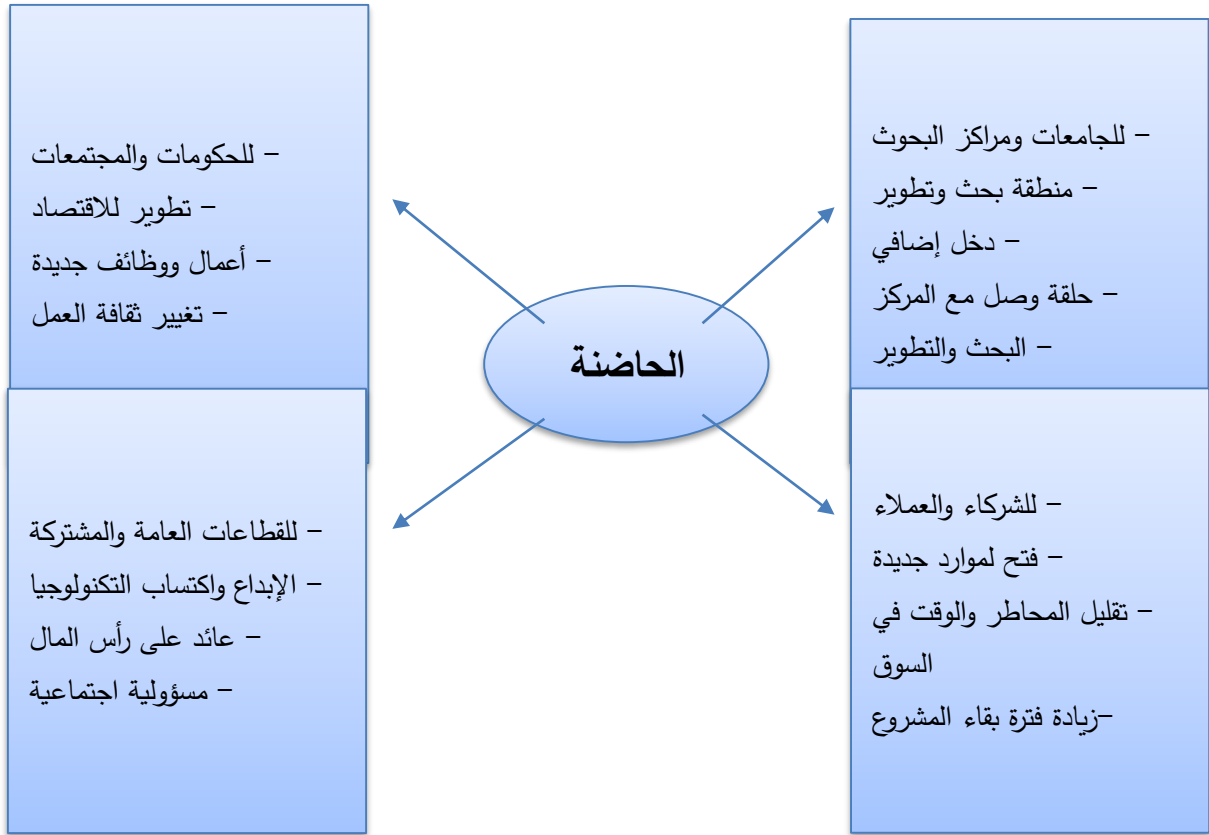 – للجامعات ومراكز البحوث
– منطقة بحث وتطوير
– دخل إضافي
– حلقة وصل مع المركز
– البحث والتطوير
– للحكومات والمجتمعات
– تطوير للاقتصاد
– أعمال ووظائف جديدة
– تغيير ثقافة العمل
الحاضنة
– للشركاء والعملاء
– فتح لموارد جديدة
– تقليل المحاطر والوقت في
السوق
–زيادة فترة بقاء المشروع
– للقطاعات العامة والمشتركة
– الإبداع واكتساب التكنولوجيا
– عائد على رأس المال
– مسؤولية اجتماعية